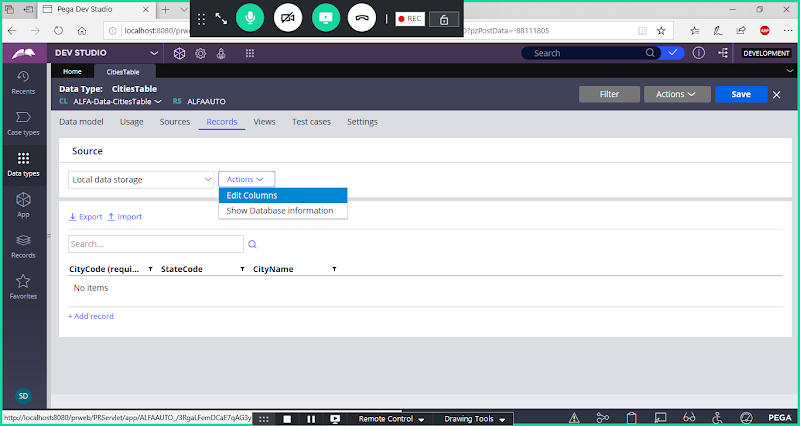 Pega Dev Studio
localhost:8080/prw
0?pzPostData=-88111805
REC
ABP
DEV STUDIO
Search
DEVELOPMENT
Recents
Case types
Data types
App
Records
Favorites
SD
Home
CitiesTable
Data Type: CitiesTable
CL ALFA-Data-CitiesTable RS ALFAAUTO
Filter
Actions
Save
Data model Usage Sources Records Views Test cases Settings
Source
Local data storage
Actions
Edit Columns
Show Database information
Export Import
Search...
CityCode (requi... StateCode CityName
No items
+ Add record
http://localhost:8080/prweb/PRServlet/app/ALFAAUTO_/3RgaLFemDCaE7qAG3y
Remote Control
Drawing Tools
PEGA